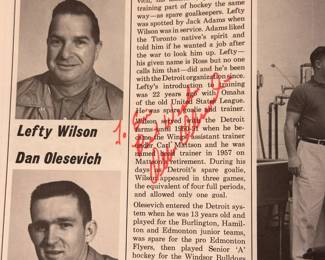 training part of hockey the same
way—as spare goalkeepers. Lefty
was spotted by Jack Adams when
Wilson was in service. Adams liked
the Toronto native's spirit and
told him if he wanted a job after
the war to look him up. Lefty—
his given name is Ross but no one
calls him that—did and he's been
with the Detroit organization since.
Lefty's introduction to training
was 22 years ago with Omaha
of the old United States League.
He was spare goalie and trainer.
Wilson joined with the Detroit
farms until 1950-51 when he
be the Wings' assistant trainer
Carl Mattson and he was
named head trainer in 1957 on
Mattson's retirement. During his
days as Detroit's spare goalie,
Wilson appeared in three games,
the equivalent of four full periods,
and allowed only one goal.
Lefty Wilson
Dan Olesevich
Olesevich entered the Detroit system
when he was 13 years old and
played for the Burlington, Hamil-
ton and Edmonton junior teams,
was spare for the pro Edmonton
Flyers, then played Senior 'A'
hockey for the Windsor Bulldogs